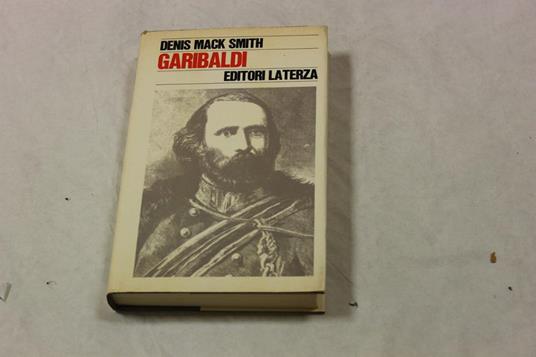 DENIS MACK SMITH
GARIBALDI
EDITORI LATERZA